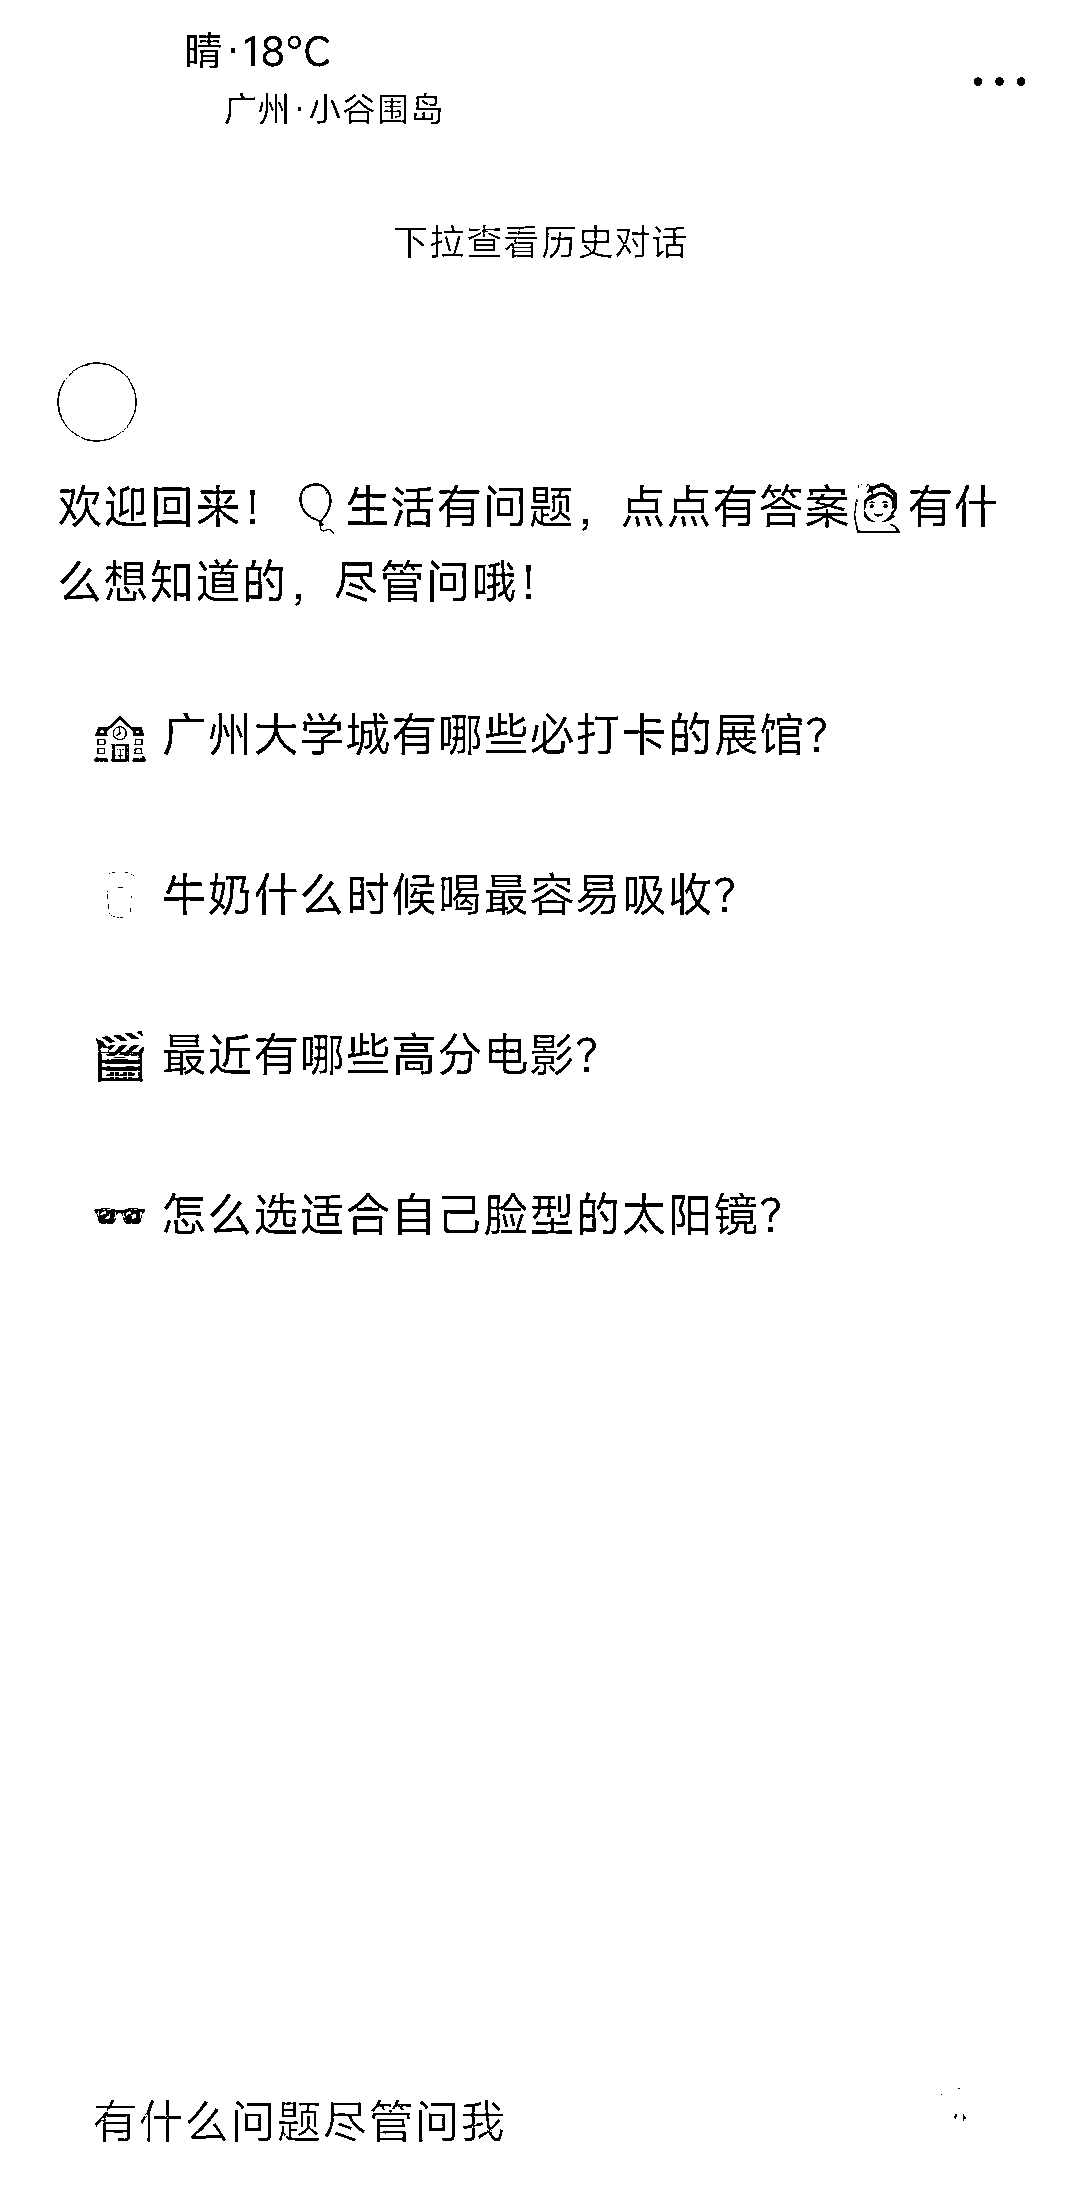 晴·18°C
广州·小谷围岛
下拉查看历史对话
欢迎回来！🎈生活有问题，点点有答案🙋有什
么想知道的，尽管问哦！
🏫 广州大学城有哪些必打卡的展馆？
🥛 牛奶什么时候喝最容易吸收？
🎬 最近有哪些高分电影？
🕶 怎么选适合自己脸型的太阳镜？
有什么问题尽管问我